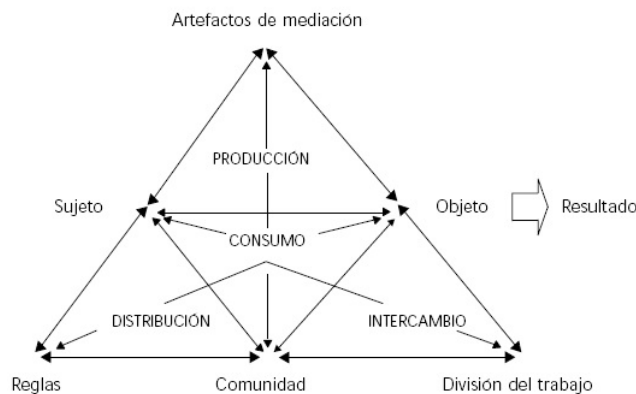 Artefactos de mediación
PRODUCCIÓN
Sujeto
Objeto
Resultado
CONSUMO
DISTRIBUCIÓN
INTERCAMBIO
Reglas
Comunidad
División del trabajo